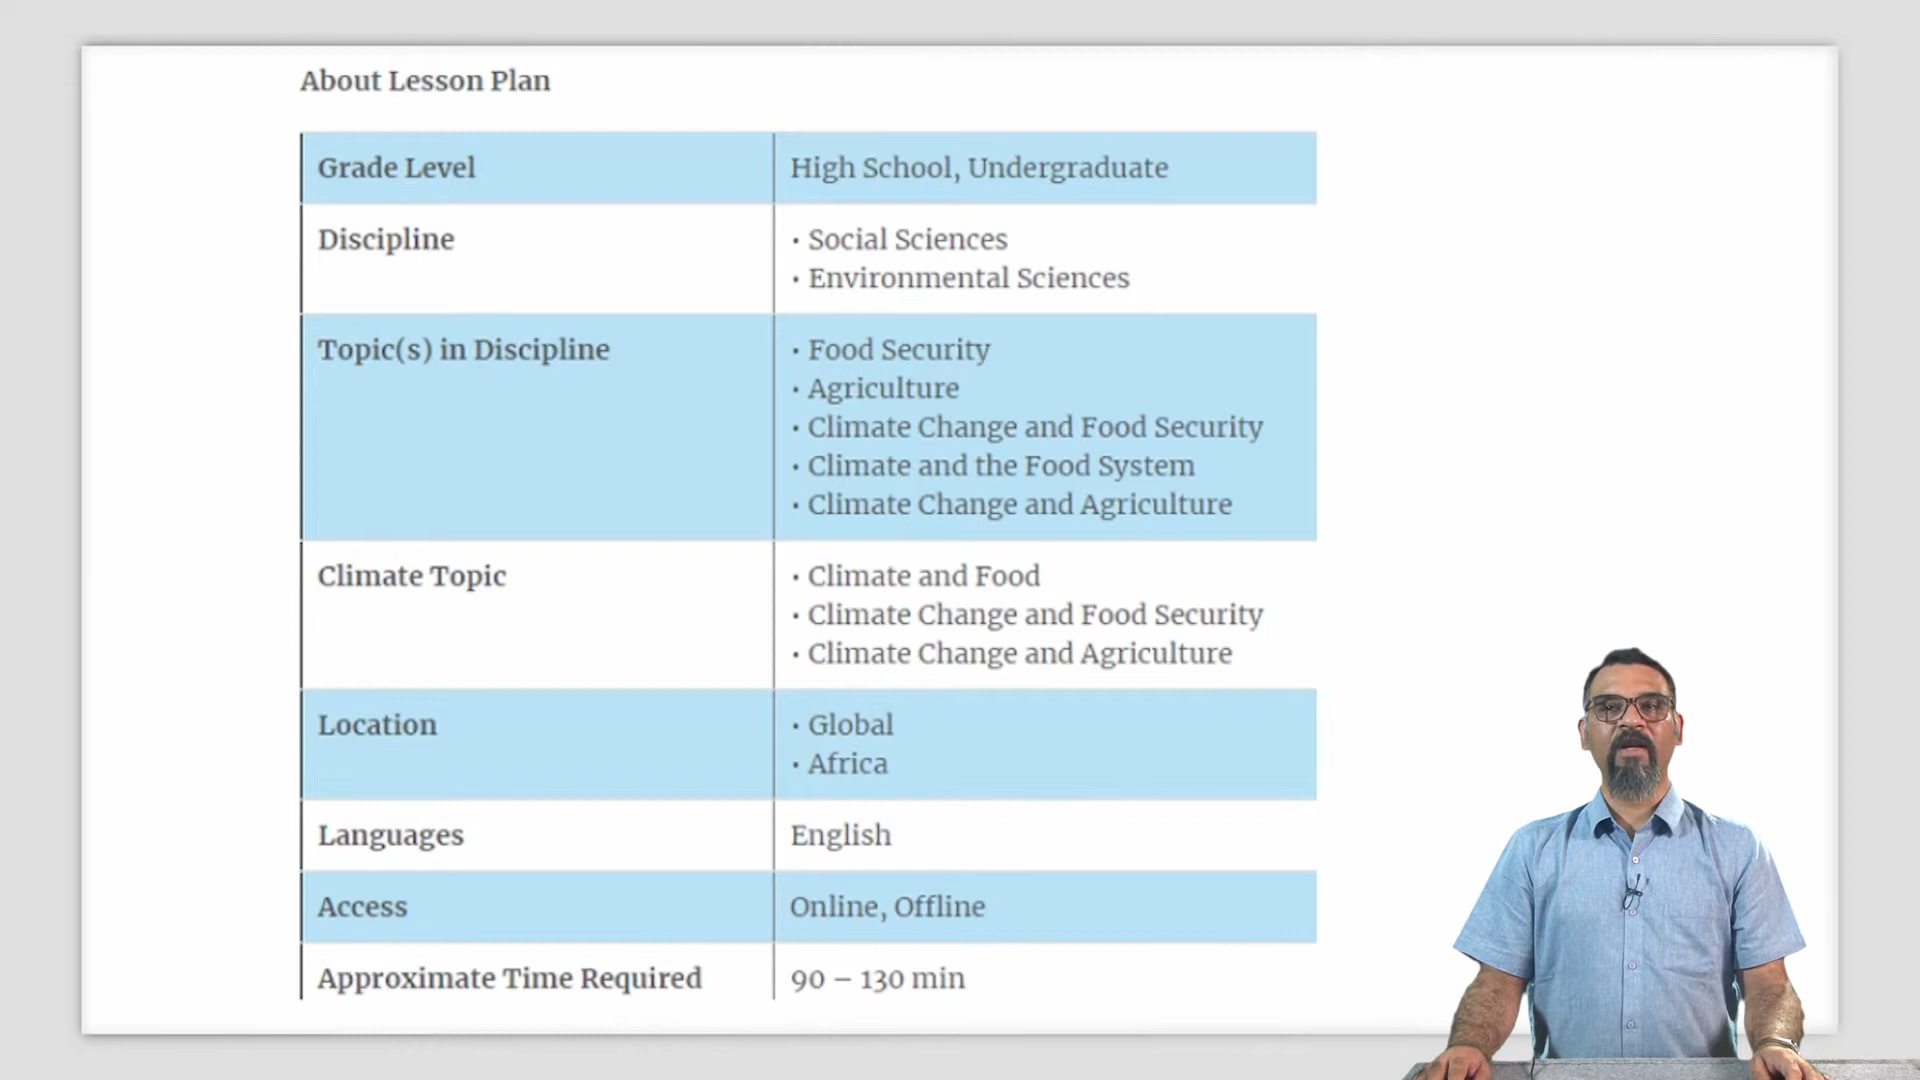 About Lesson Plan
Grade Level
High School, Undergraduate
Discipline
• Social Sciences
• Environmental Sciences
Topic(s) in Discipline
• Food Security
• Agriculture
• Climate Change and Food Security
• Climate and the Food System
• Climate Change and Agriculture
Climate Topic
• Climate and Food
• Climate Change and Food Security
• Climate Change and Agriculture
Location
• Global
• Africa
Languages
English
Access
Online, Offline
Approximate Time Required
90 – 130 min